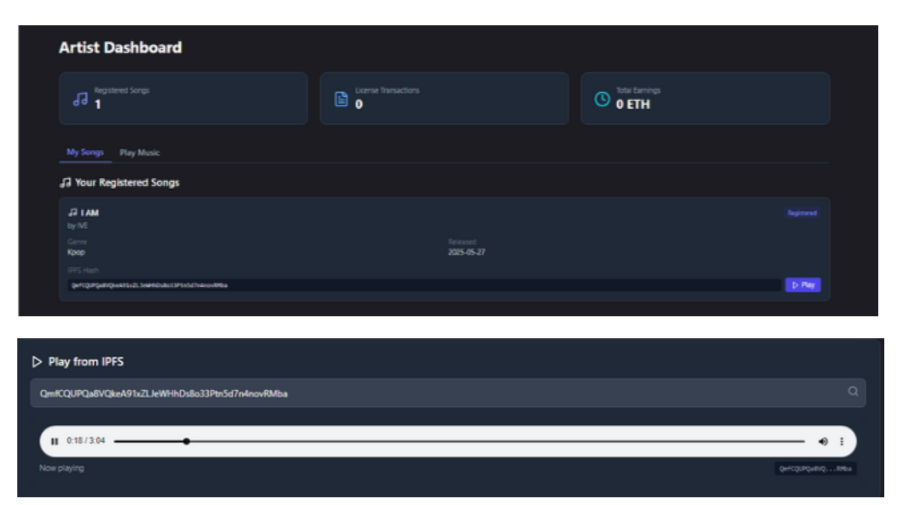 Artist Dashboard
Registered Songs
1
License Transactions
0
Total Earnings
0 ETH
My Songs Play Music
Your Registered Songs
I AM
Registered
by IVE
Genre
Kpop
Released
2025-05-27
IPFS Hash
Play
Play from IPFS
QmfCQUPQa8VQkeA91xZLJeWHhDs8o33Ptn5d7n4novRMba
0:18 / 3:04
Now playing
QmfCQUPQa8VQ...RMba